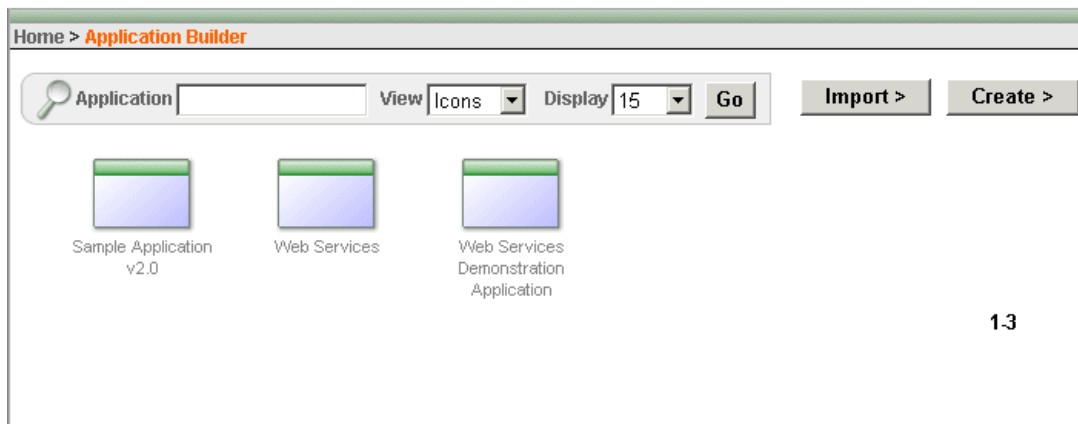 Home > Application Builder
Application View Icons Display 15 Go Import > Create >
Sample Application v2.0
Web Services
Web Services Demonstration Application
1-3